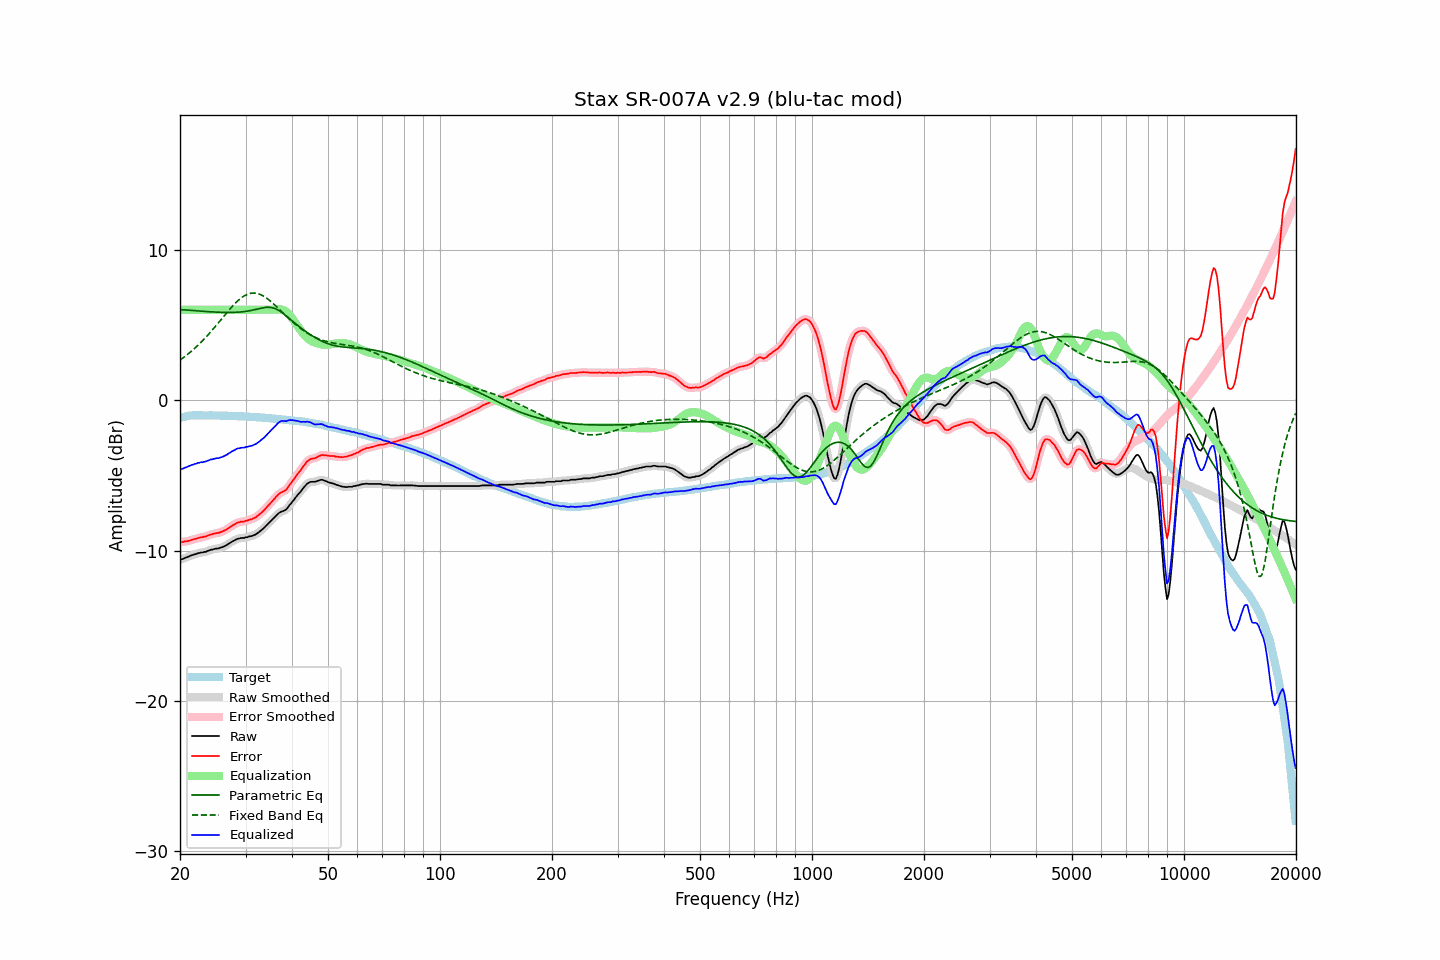 Stax SR-007A v2.9 (blu-tac mod)
Amplitude (dBr)
10
0
−10
−20
−30
Target
Raw Smoothed
Error Smoothed
Raw
Error
Equalization
Parametric Eq
Fixed Band Eq
Equalized
20 50 100 200 500 1000 2000 5000 10000 20000
Frequency (Hz)